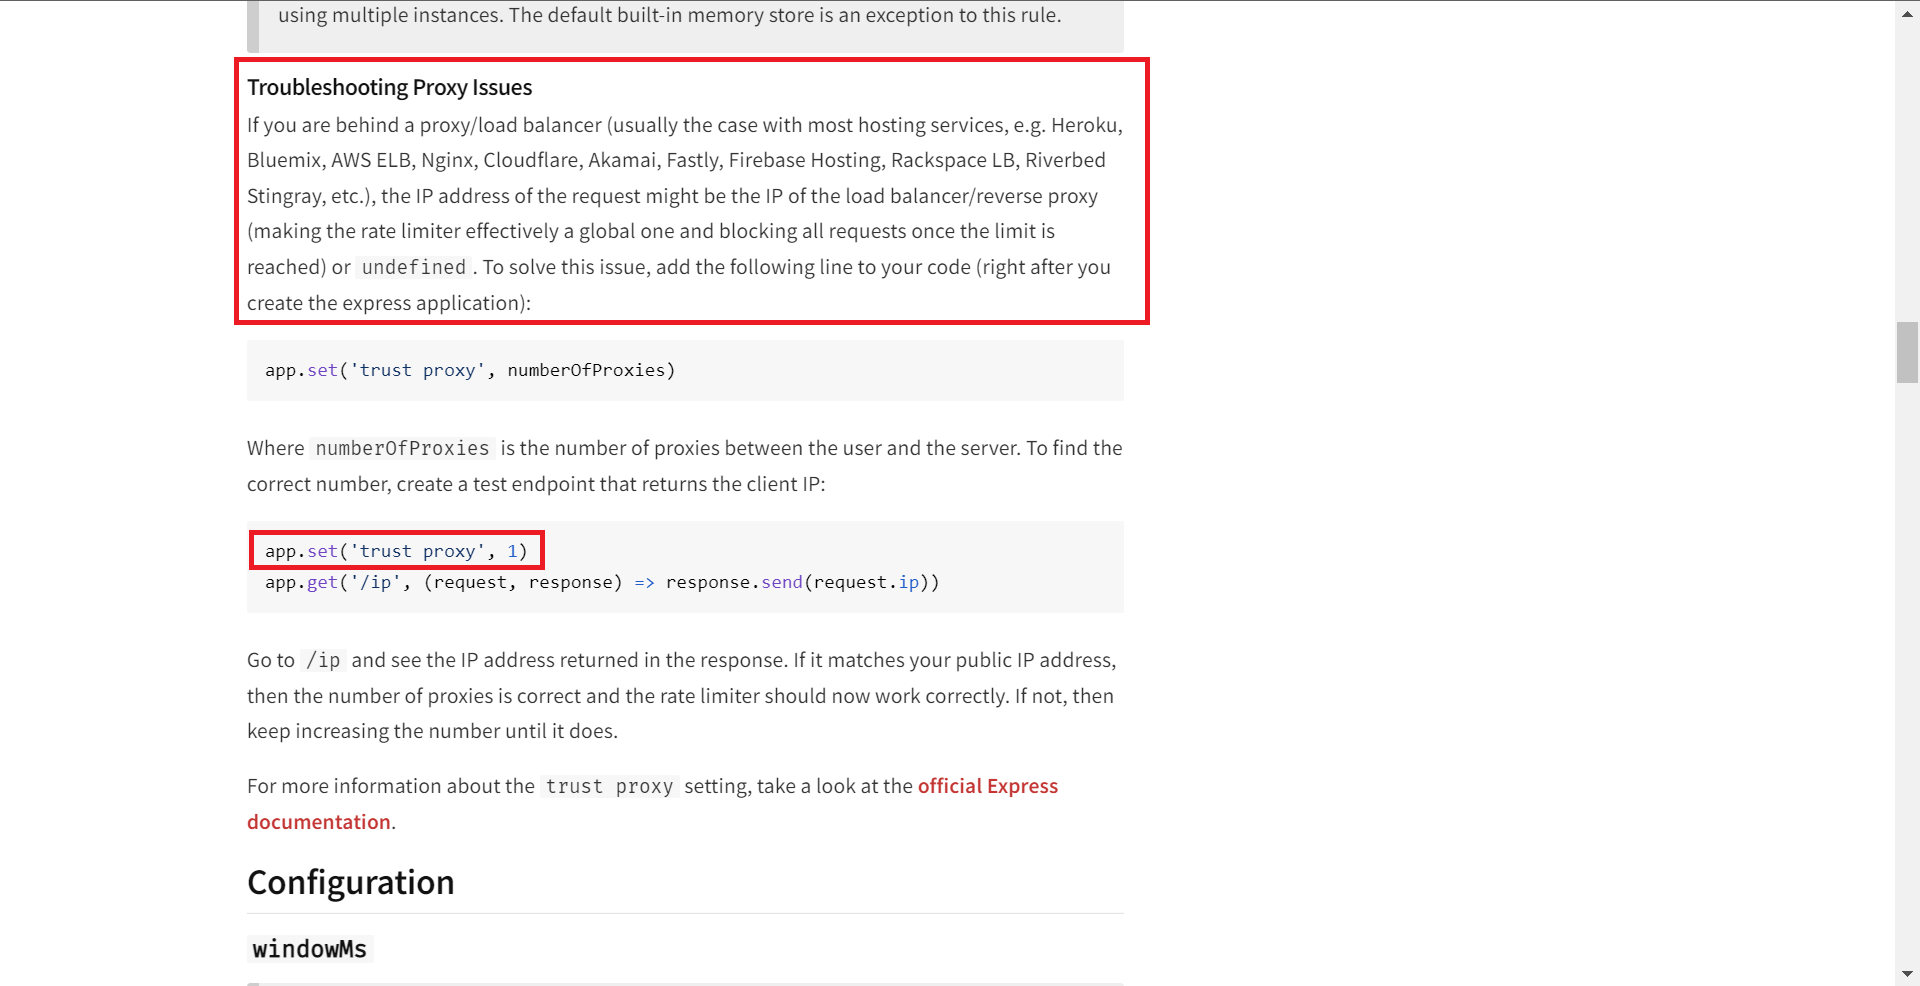 using multiple instances. The default built-in memory store is an exception to this rule.
Troubleshooting Proxy Issues
If you are behind a proxy/load balancer (usually the case with most hosting services, e.g. Heroku,
Bluemix, AWS ELB, Nginx, Cloudflare, Akamai, Fastly, Firebase Hosting, Rackspace LB, Riverbed
Stingray, etc.), the IP address of the request might be the IP of the load balancer/reverse proxy
(making the rate limiter effectively a global one and blocking all requests once the limit is
reached) or undefined . To solve this issue, add the following line to your code (right after you
create the express application):
app.set('trust proxy', numberOfProxies)
Where numberOfProxies is the number of proxies between the user and the server. To find the
correct number, create a test endpoint that returns the client IP:
app.set('trust proxy', 1)
app.get('/ip', (request, response) => response.send(request.ip))
Go to /ip and see the IP address returned in the response. If it matches your public IP address,
then the number of proxies is correct and the rate limiter should now work correctly. If not, then
keep increasing the number until it does.
For more information about the trust proxy setting, take a look at the official Express
documentation.
Configuration
windowMs